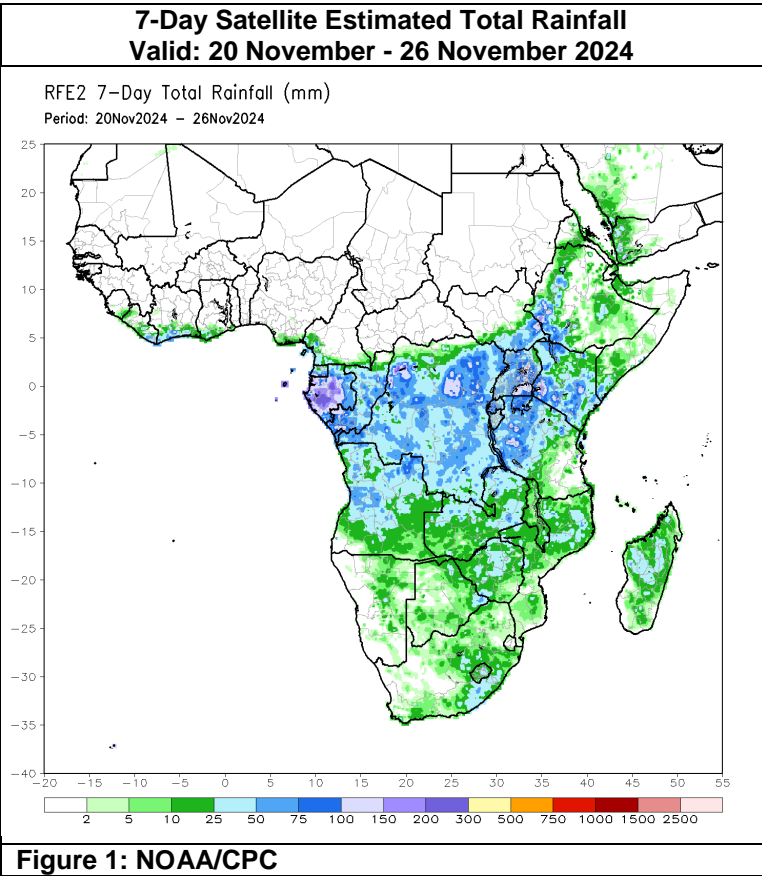 7-Day Satellite Estimated Total Rainfall
Valid: 20 November - 26 November 2024
RFE2 7-Day Total Rainfall (mm)
Period: 20Nov2024 – 26Nov2024
25
20
15
10
5
0
−5
−10
−15
−20
−25
−30
−35
−40
−20 −15 −10 −5 0 5 10 15 20 25 30 35 40 45 50 55
2 5 10 25 50 75 100 150 200 300 500 750 1000 1500 2500
Figure 1: NOAA/CPC